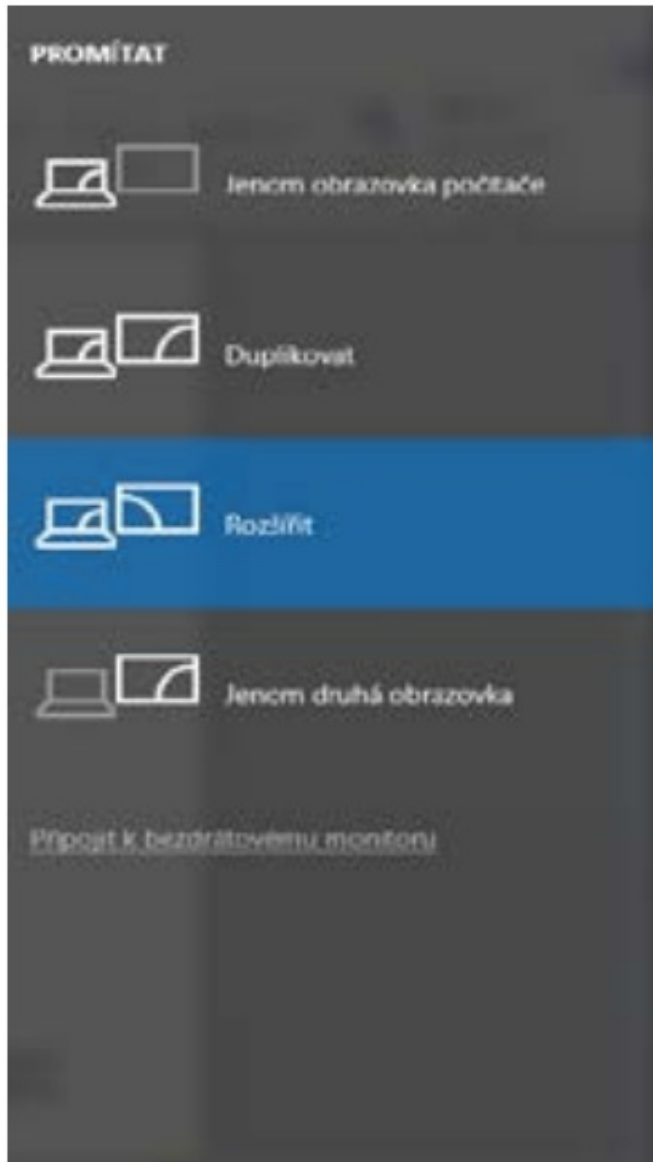 PROMÍTAT
Jenom obrazovka počítače
Duplikovat
Rozšířit
Jenom druhá obrazovka
Připojit k bezdrátovému monitoru